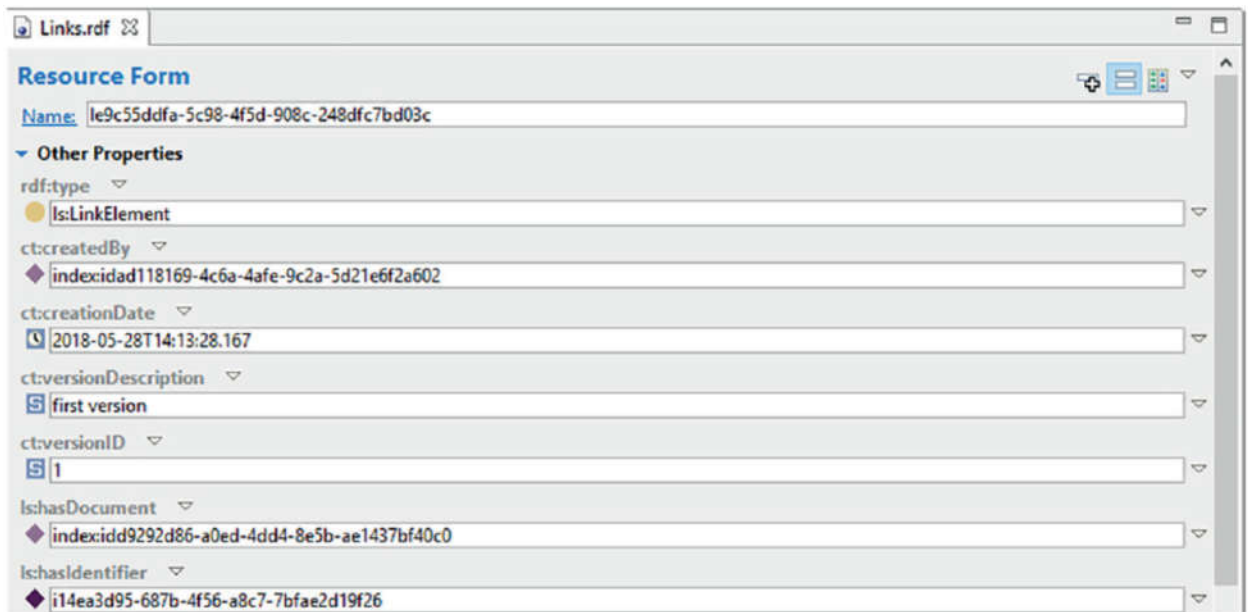 Links.rdf
Resource Form
Name: le9c55ddfa-5c98-4f5d-908c-248dfc7bd03c
Other Properties
rdf:type
ls:LinkElement
ct:createdBy
index:idad118169-4c6a-4afe-9c2a-5d21e6f2a602
ct:creationDate
2018-05-28T14:13:28.167
ct:versionDescription
S first version
ct:versionID
S 1
ls:hasDocument
index:idd9292d86-a0ed-4dd4-8e5b-ae1437bf40c0
ls:hasIdentifier
i14ea3d95-687b-4f56-a8c7-7bfae2d19f26